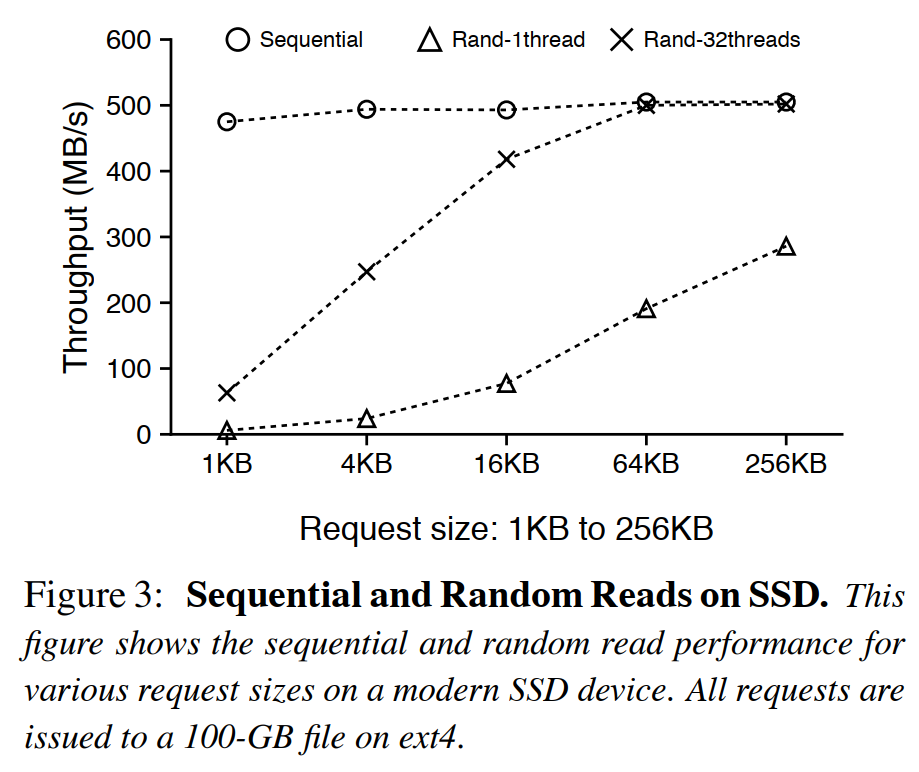 Sequential Rand-1thread Rand-32threads
600
500
400
300
200
100
0
Throughput (MB/s)
1KB 4KB 16KB 64KB 256KB
Request size: 1KB to 256KB
Figure 3: Sequential and Random Reads on SSD. This
figure shows the sequential and random read performance for
various request sizes on a modern SSD device. All requests are
issued to a 100-GB file on ext4.